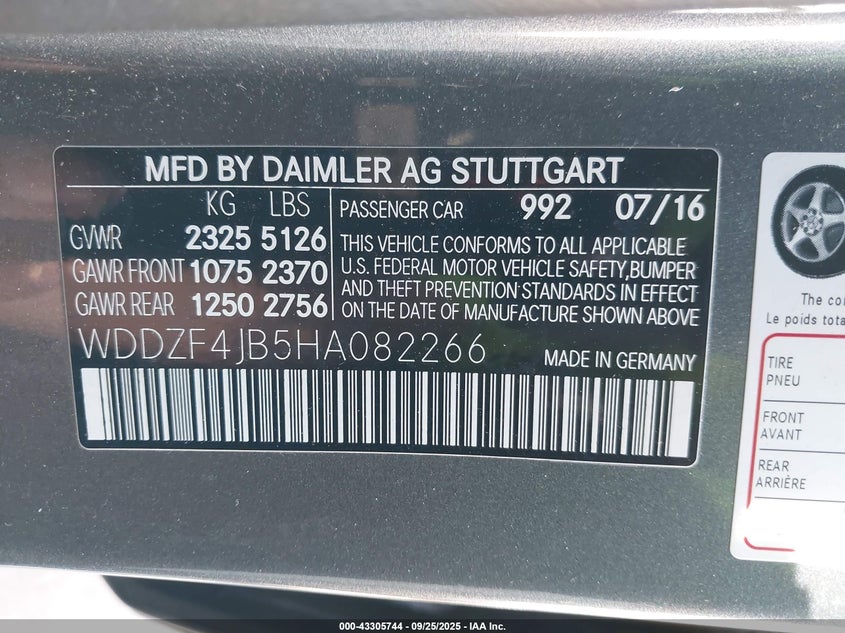 MFD BY DAIMLER AG STUTTGART
KG LBS
GVWR 2325 5126
GAWR FRONT 1075 2370
GAWR REAR 1250 2756
PASSENGER CAR 992 07/16
THIS VEHICLE CONFORMS TO ALL APPLICABLE
U.S. FEDERAL MOTOR VEHICLE SAFETY,BUMPER
AND THEFT PREVENTION STANDARDS IN EFFECT
ON THE DATE OF MANUFACTURE SHOWN ABOVE
WDDZF4JB5HA082266 MADE IN GERMANY
The co
Le poids tota
TIRE
PNEU
FRONT
AVANT
REAR
ARRIÈRE
000-43305744 - 09/25/2025 - IAA Inc.